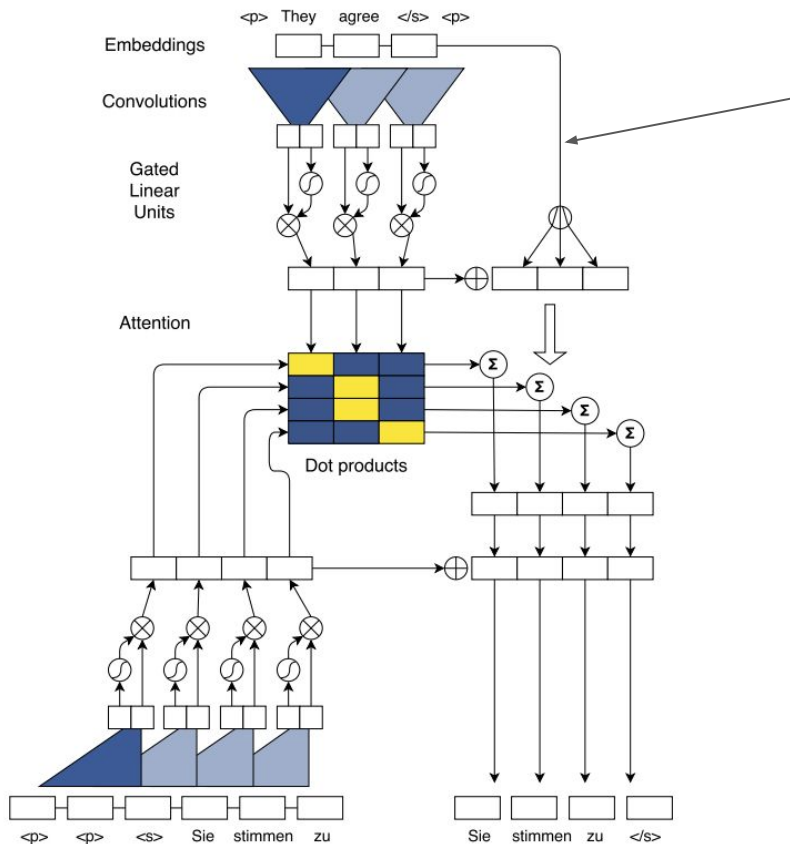 <p> They agree </s> <p>
Embeddings
Convolutions
Gated
Linear
Units
Attention
Σ
Σ
Σ
Σ
Dot products
<p> <p> <s> Sie stimmen zu
Sie stimmen zu </s>